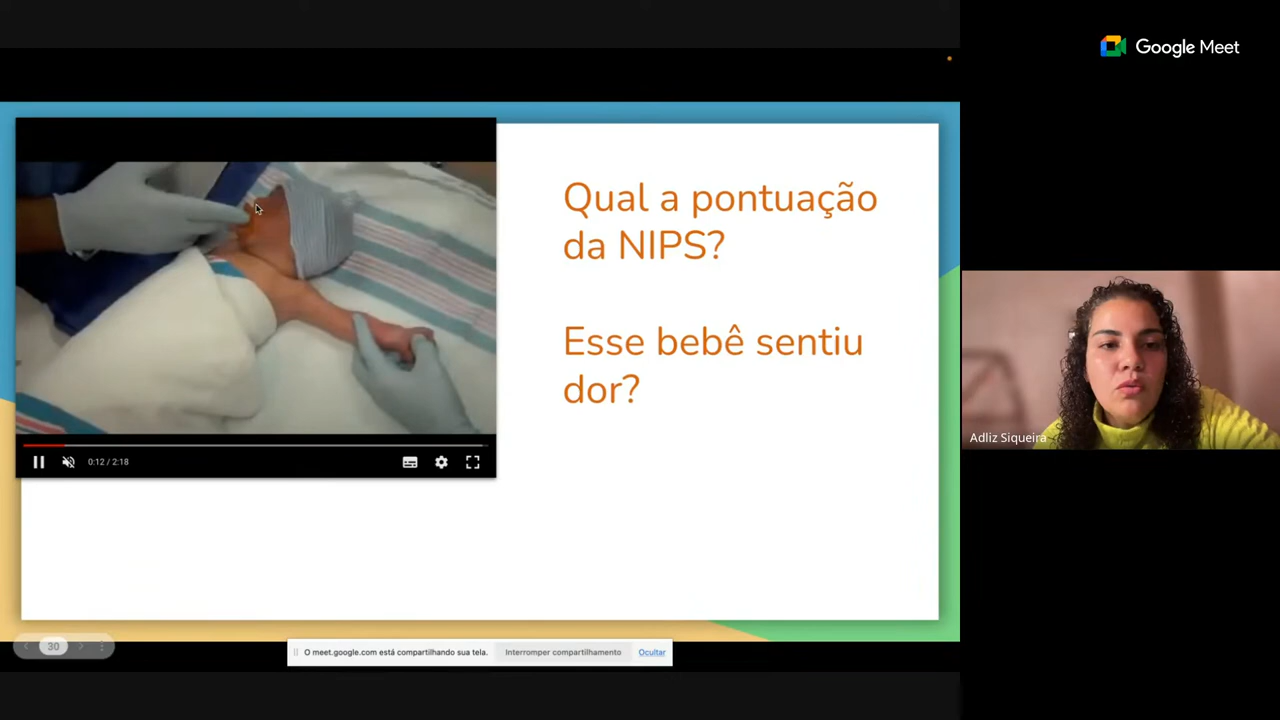 Google Meet
Qual a pontuação
da NIPS?
Esse bebê sentiu
dor?
Adliz Siqueira
0:12 / 2:18
30
O meet.google.com está compartilhando sua tela.
Interromper compartilhamento
Ocultar